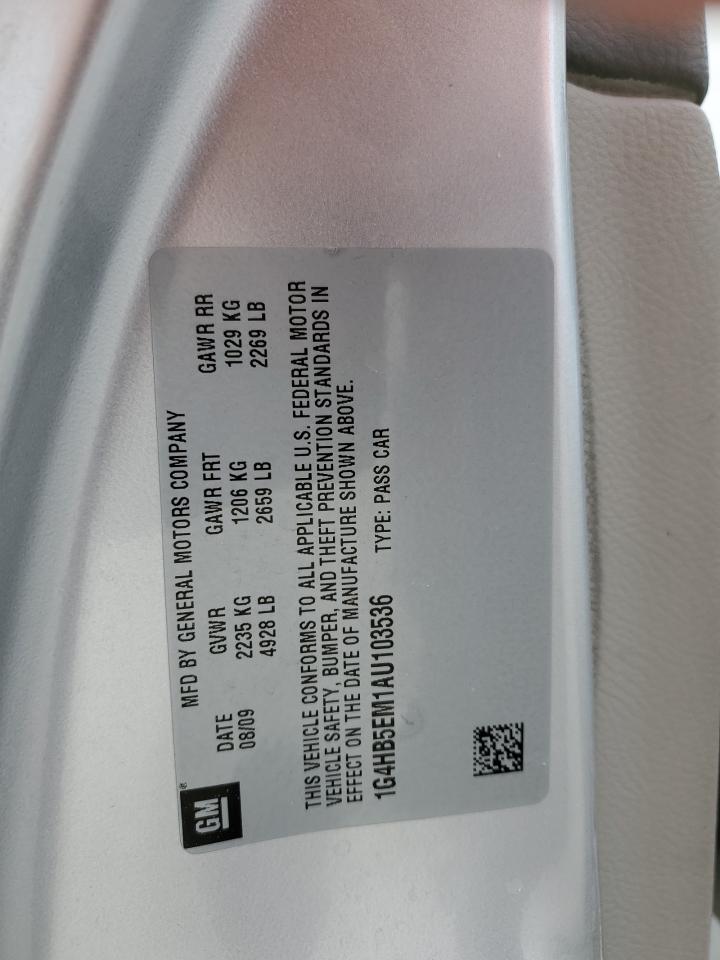 GM®
MFD BY GENERAL MOTORS COMPANY
DATE GVWR GAWR FRT GAWR RR
08/09 2235 KG 1206 KG 1029 KG
4928 LB 2659 LB 2269 LB
THIS VEHICLE CONFORMS TO ALL APPLICABLE U.S. FEDERAL MOTOR
VEHICLE SAFETY, BUMPER, AND THEFT PREVENTION STANDARDS IN
EFFECT ON THE DATE OF MANUFACTURE SHOWN ABOVE.
1G4HB5EM1AU103536 TYPE: PASS CAR